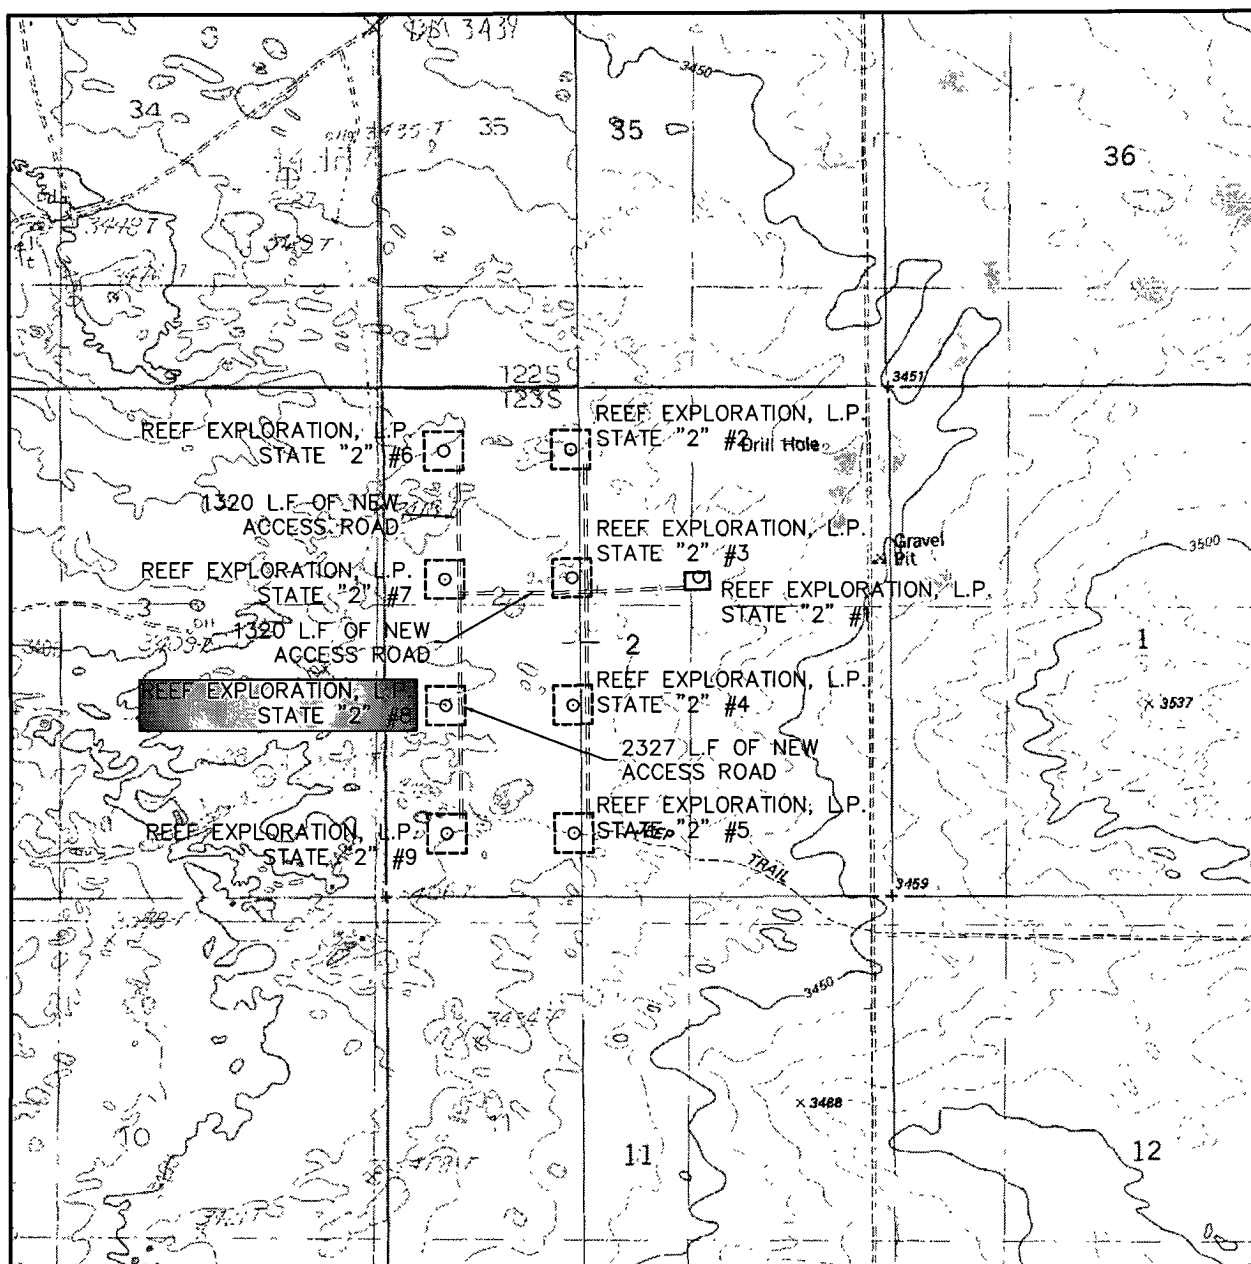 3450
34
35
35
36
3448T
T22S
T23S
3451
REEF EXPLORATION, L.P.
STATE "2" #6
REEF EXPLORATION, L.P.
STATE "2" #2
Drill Hole
1320 L.F. OF NEW
ACCESS ROAD
REEF EXPLORATION, L.P.
STATE "2" #3
Gravel
Pit
3500
REEF EXPLORATION, L.P.
STATE "2" #7
REEF EXPLORATION, L.P.
STATE "2" #1
3
1320 L.F OF NEW
ACCESS ROAD
2
1
REEF EXPLORATION, L.P.
STATE "2" #8
REEF EXPLORATION, L.P.
STATE "2" #4
3537
2327 L.F OF NEW
ACCESS ROAD
REEF EXPLORATION, L.P.
STATE "2" #9
REEF EXPLORATION, L.P.
STATE "2" #5
JEEP
TRAIL
3459
3450
3488
10
11
12